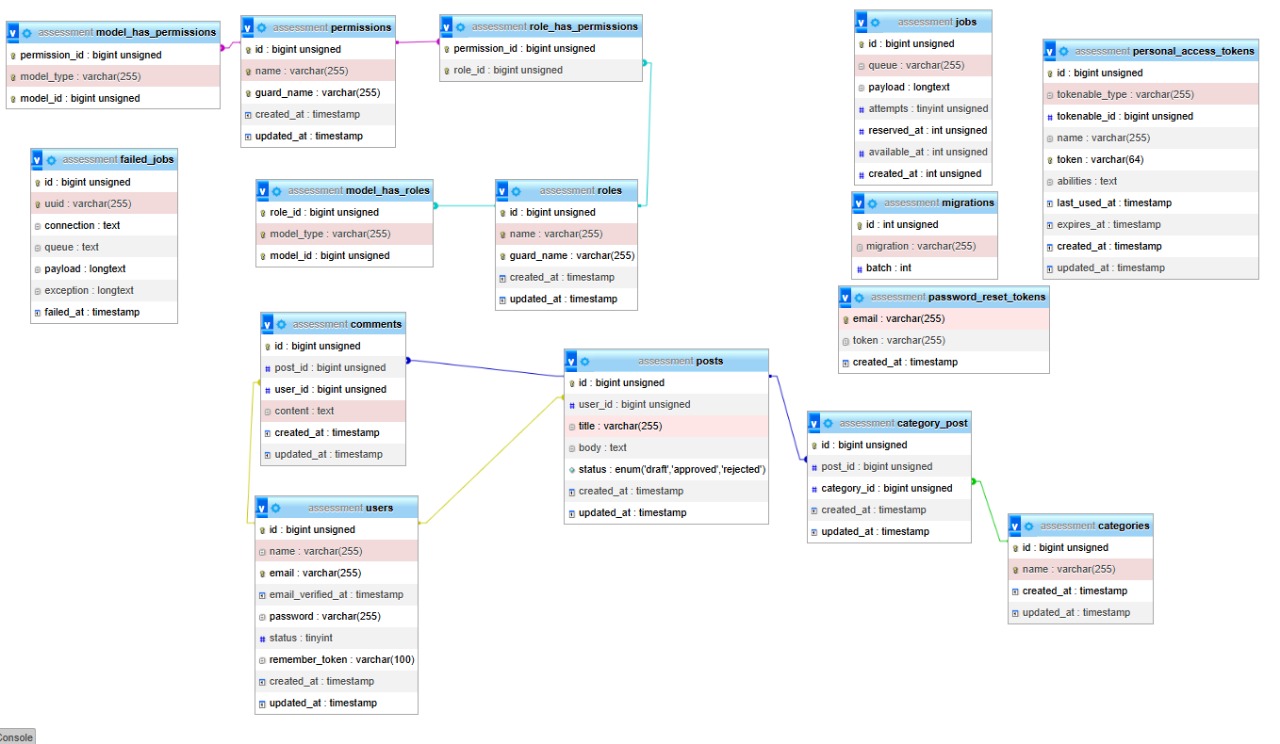 assessment model_has_permissions
permission_id : bigint unsigned
model_type : varchar(255)
model_id : bigint unsigned
assessment permissions
id : bigint unsigned
name : varchar(255)
guard_name : varchar(255)
created_at : timestamp
updated_at : timestamp
assessment role_has_permissions
permission_id : bigint unsigned
role_id : bigint unsigned
assessment jobs
id : bigint unsigned
queue : varchar(255)
payload : longtext
attempts : tinyint unsigned
reserved_at : int unsigned
available_at : int unsigned
created_at : int unsigned
assessment personal_access_tokens
id : bigint unsigned
tokenable_type : varchar(255)
tokenable_id : bigint unsigned
name : varchar(255)
token : varchar(64)
abilities : text
last_used_at : timestamp
expires_at : timestamp
created_at : timestamp
updated_at : timestamp
assessment failed_jobs
id : bigint unsigned
uuid : varchar(255)
connection : text
queue : text
payload : longtext
exception : longtext
failed_at : timestamp
assessment model_has_roles
role_id : bigint unsigned
model_type : varchar(255)
model_id : bigint unsigned
assessment roles
id : bigint unsigned
name : varchar(255)
guard_name : varchar(255)
created_at : timestamp
updated_at : timestamp
assessment migrations
id : int unsigned
migration : varchar(255)
batch : int
assessment password_reset_tokens
email : varchar(255)
token : varchar(255)
created_at : timestamp
assessment comments
id : bigint unsigned
post_id : bigint unsigned
user_id : bigint unsigned
content : text
created_at : timestamp
updated_at : timestamp
assessment posts
id : bigint unsigned
user_id : bigint unsigned
title : varchar(255)
body : text
status : enum('draft','approved','rejected')
created_at : timestamp
updated_at : timestamp
assessment category_post
id : bigint unsigned
post_id : bigint unsigned
category_id : bigint unsigned
created_at : timestamp
updated_at : timestamp
assessment users
id : bigint unsigned
name : varchar(255)
email : varchar(255)
email_verified_at : timestamp
password : varchar(255)
status : tinyint
remember_token : varchar(100)
created_at : timestamp
updated_at : timestamp
assessment categories
id : bigint unsigned
name : varchar(255)
created_at : timestamp
updated_at : timestamp
Console